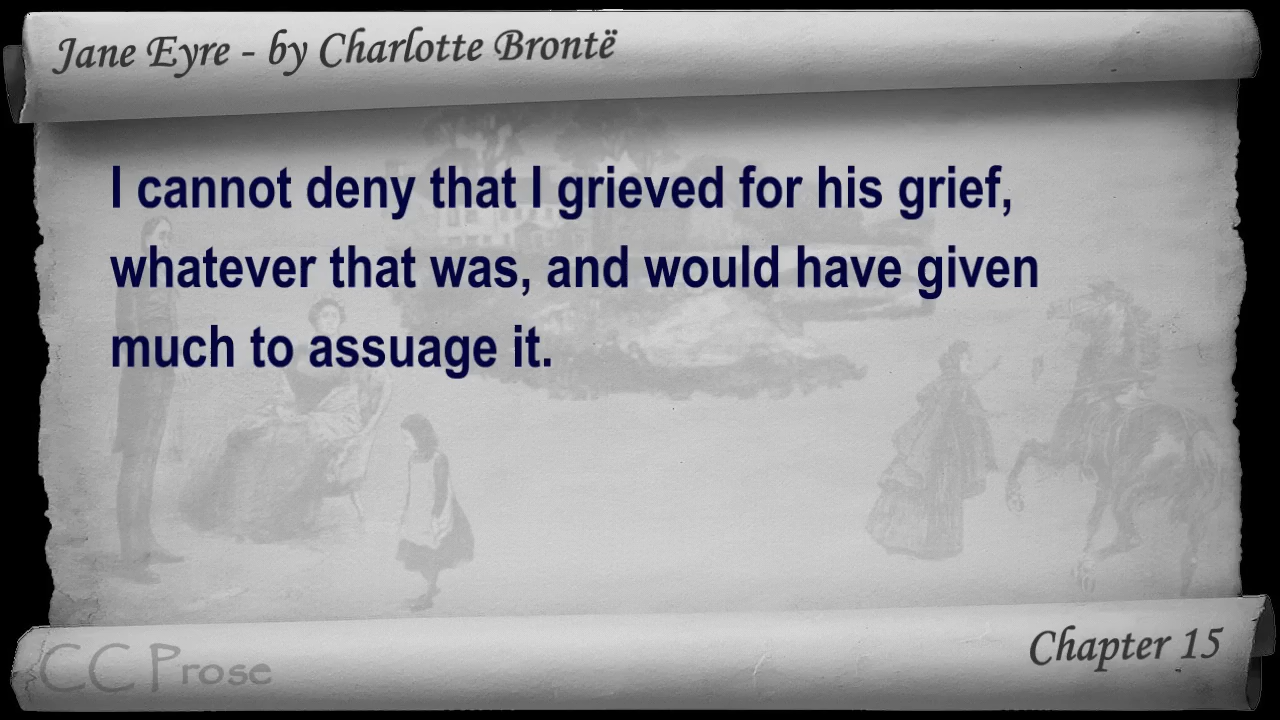 Jane Eyre - by Charlotte Brontë
I cannot deny that I grieved for his grief,
whatever that was, and would have given
much to assuage it.
Chapter 15
CC Prose